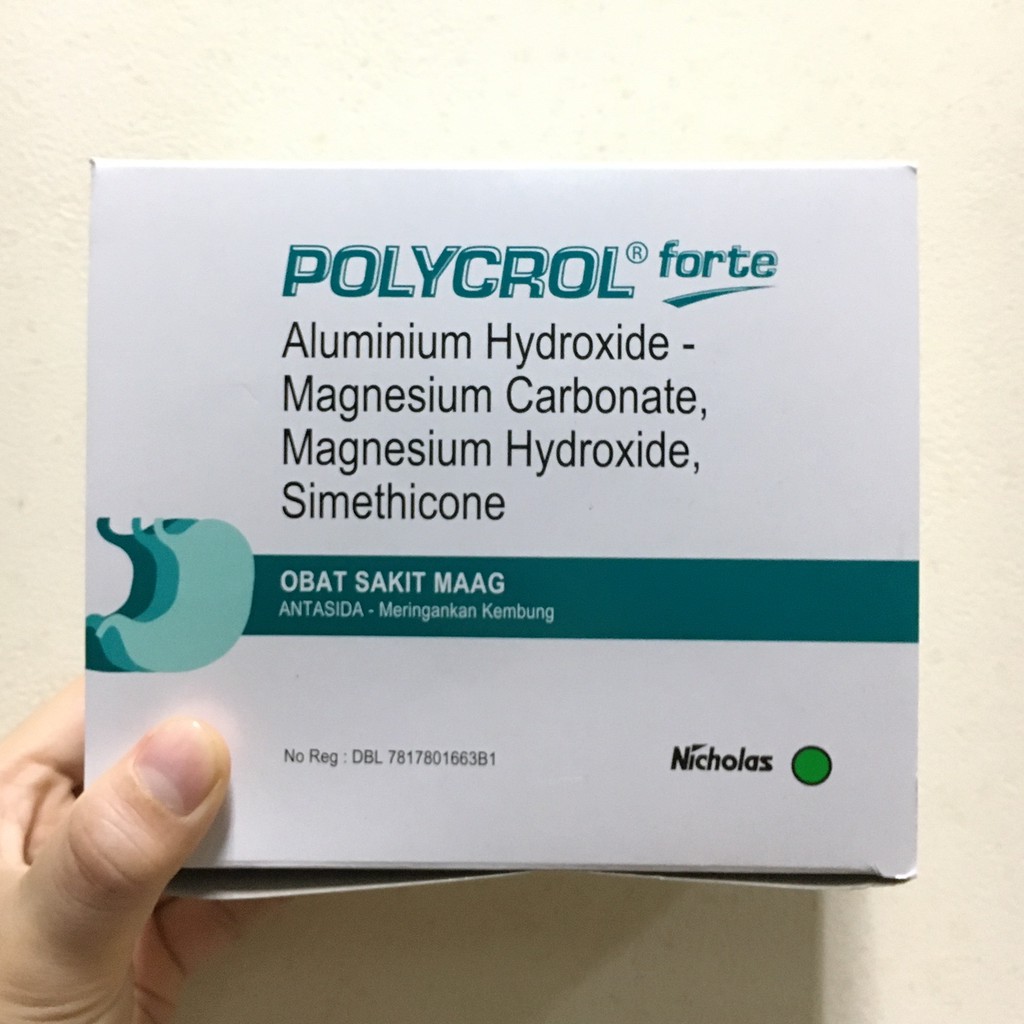 POLYCROL® forte
Aluminium Hydroxide -
Magnesium Carbonate,
Magnesium Hydroxide,
Simethicone
OBAT SAKIT MAAG
ANTASIDA - Meringankan Kembung
No Reg : DBL 7817801663B1
Nicholas